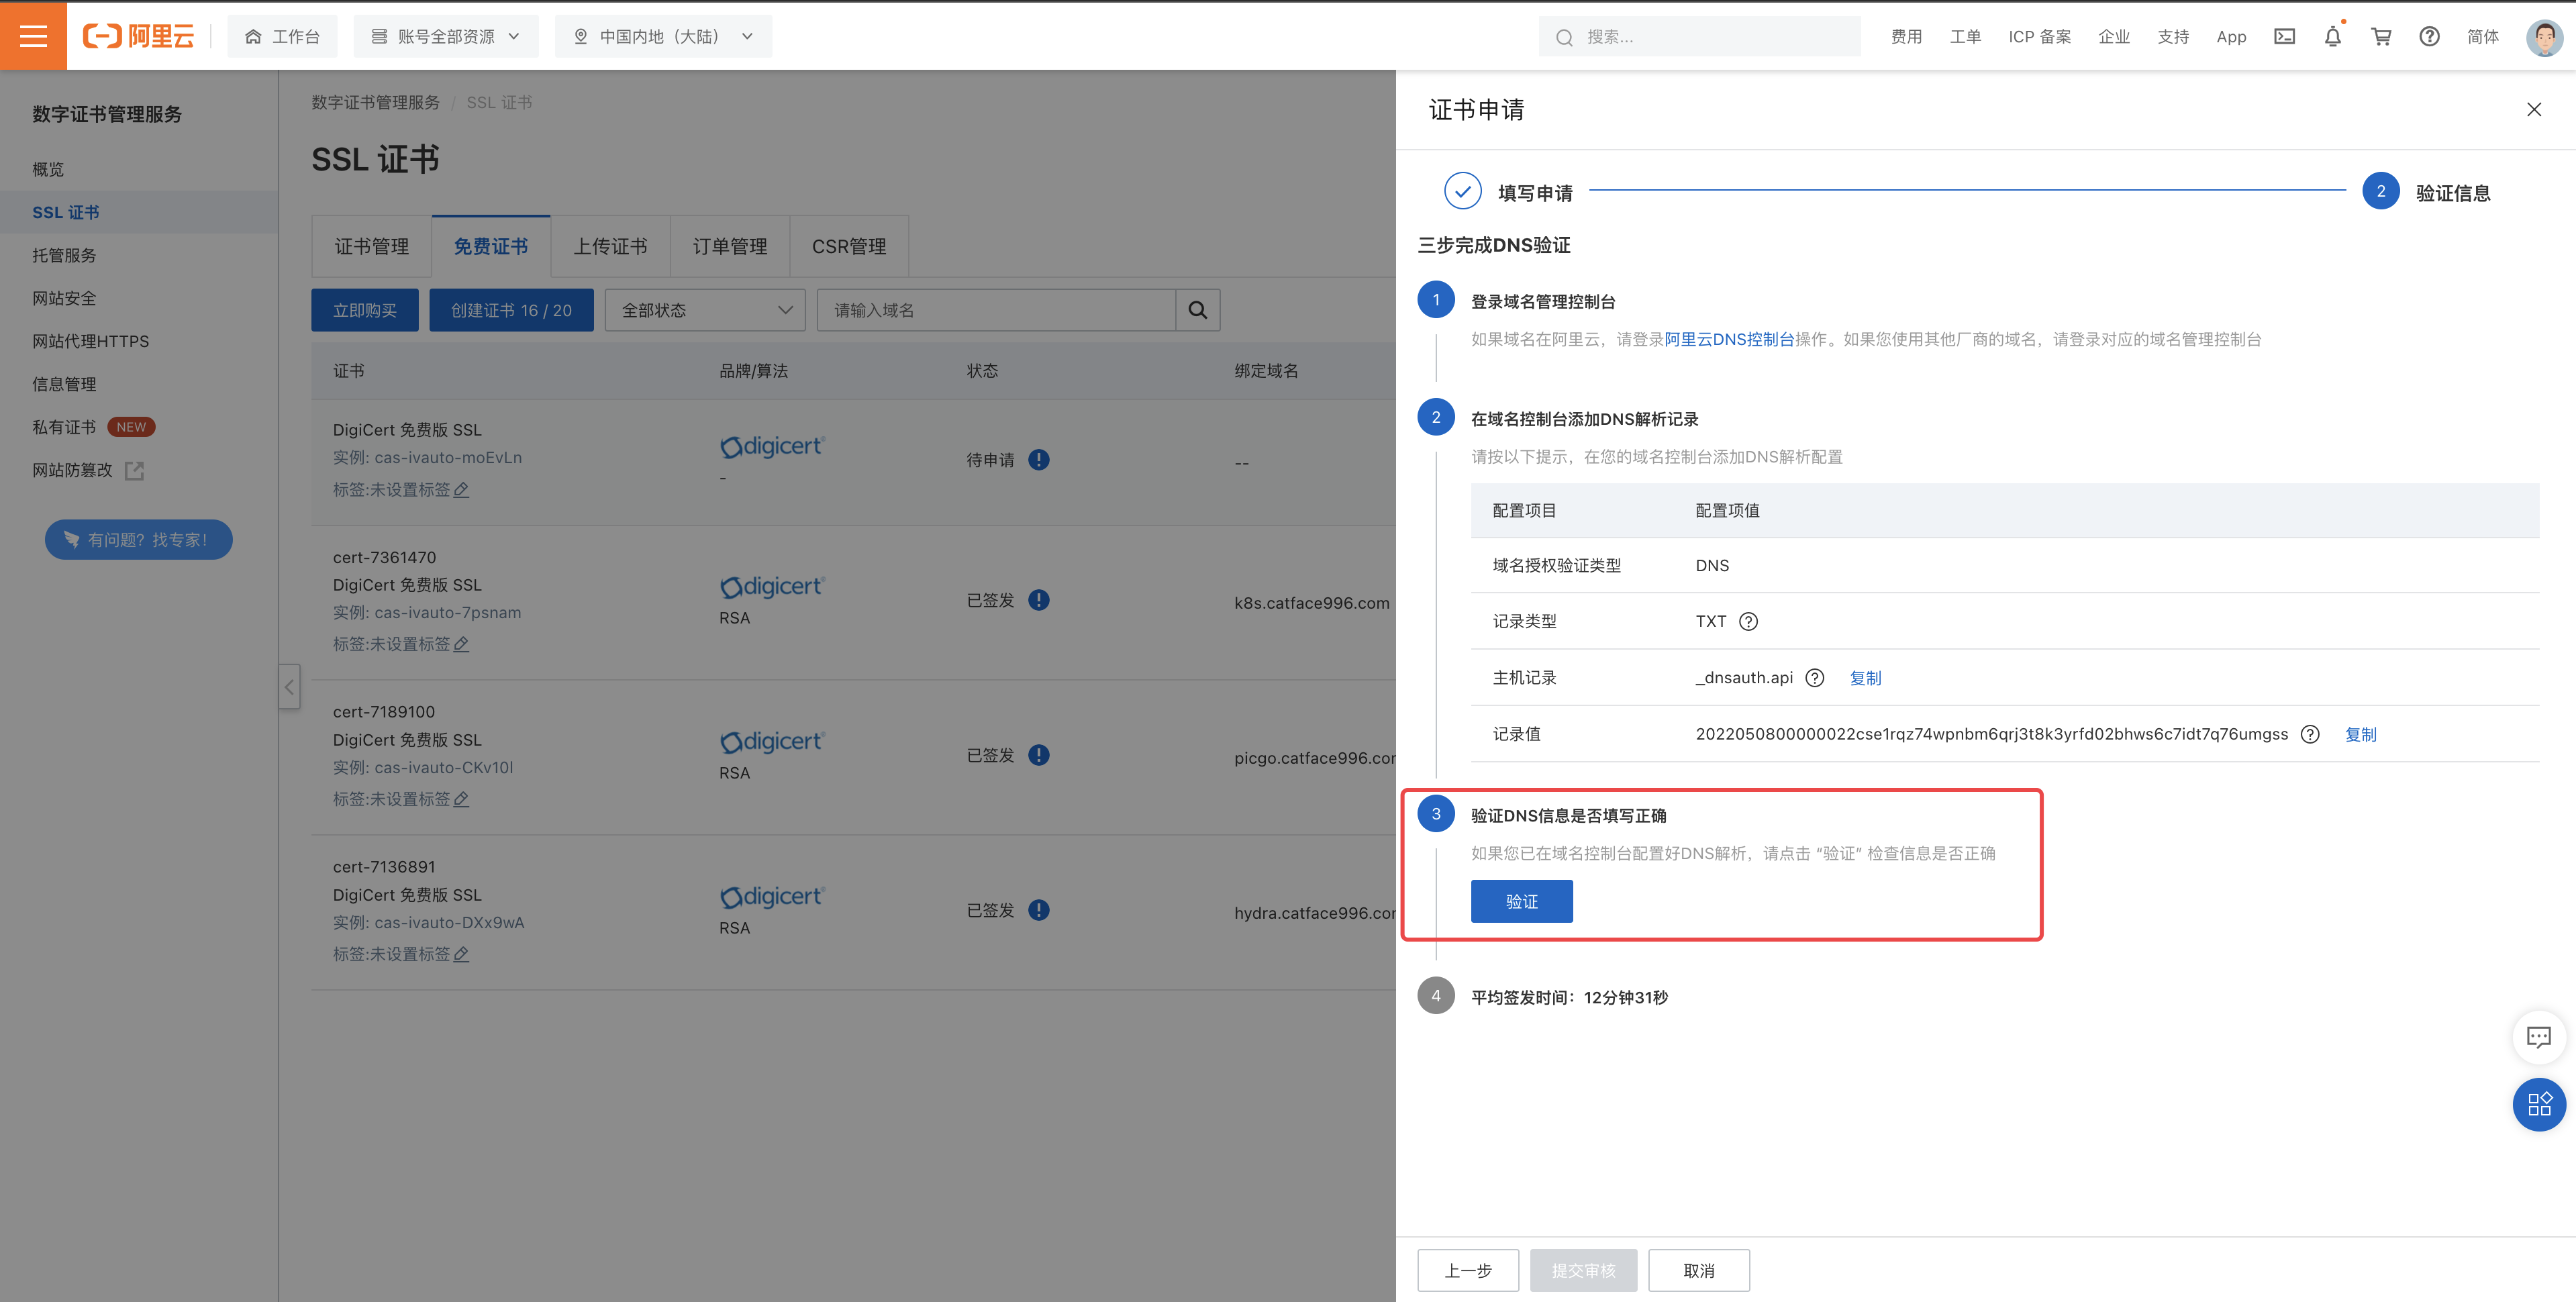 阿里云
工作台
账号全部资源
中国内地（大陆）
搜索...
费用 工单 ICP 备案 企业 支持 App 简体
数字证书管理服务
概览
SSL 证书
托管服务
网站安全
网站代理HTTPS
信息管理
私有证书 NEW
网站防篡改
有问题？找专家！
数字证书管理服务 / SSL 证书
SSL 证书
证书管理 免费证书 上传证书 订单管理 CSR管理
立即购买 创建证书 16 / 20 全部状态 请输入域名
证书 品牌/算法 状态 绑定域名
DigiCert 免费版 SSL
实例: cas-ivauto-moEvLn
标签:未设置标签
digicert
-
待申请
--
cert-7361470
DigiCert 免费版 SSL
实例: cas-ivauto-7psnam
标签:未设置标签
digicert
RSA
已签发
k8s.catface996.com
cert-7189100
DigiCert 免费版 SSL
实例: cas-ivauto-CKv10l
标签:未设置标签
digicert
RSA
已签发
picgo.catface996.cor
cert-7136891
DigiCert 免费版 SSL
实例: cas-ivauto-DXx9wA
标签:未设置标签
digicert
RSA
已签发
hydra.catface996.cor
证书申请
填写申请 2 验证信息
三步完成DNS验证
1 登录域名管理控制台
如果域名在阿里云，请登录阿里云DNS控制台操作。如果您使用其他厂商的域名，请登录对应的域名管理控制台
2 在域名控制台添加DNS解析记录
请按以下提示，在您的域名控制台添加DNS解析配置
配置项目 配置项值
域名授权验证类型 DNS
记录类型 TXT
主机记录 _dnsauth.api 复制
记录值 2022050800000022cse1rqz74wpnbm6qrj3t8k3yrfd02bhws6c7idt7q76umgss 复制
3 验证DNS信息是否填写正确
如果您已在域名控制台配置好DNS解析，请点击 “验证” 检查信息是否正确
验证
4 平均签发时间：12分钟31秒
上一步 提交审核 取消